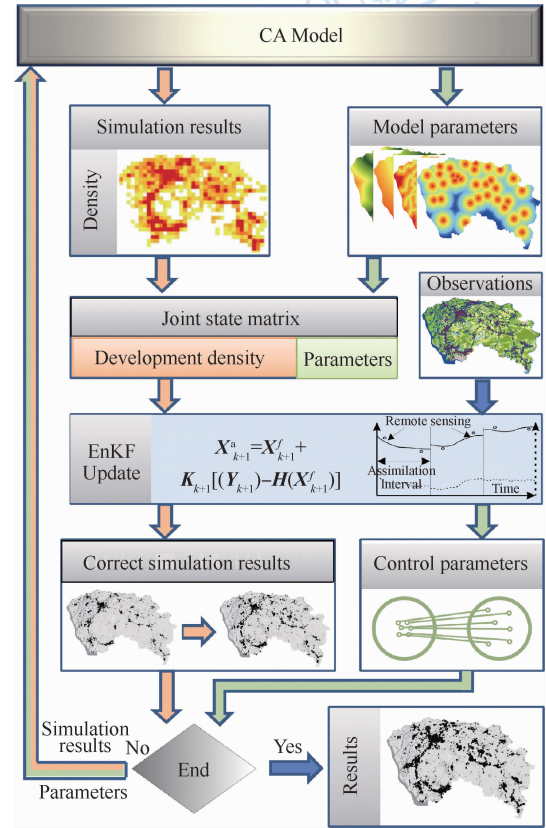 CA Model
Simulation results
Density
Model parameters
Observations
Joint state matrix
Development density
Parameters
EnKF
Update
X^a_{k+1}=X^f_{k+1}+
K_{k+1}[(Y_{k+1})-H(X^f_{k+1})]
Remote sensing
Assimilation
Interval
Time
Correct simulation results
Control parameters
Simulation
results
No
Parameters
End
Yes
Results